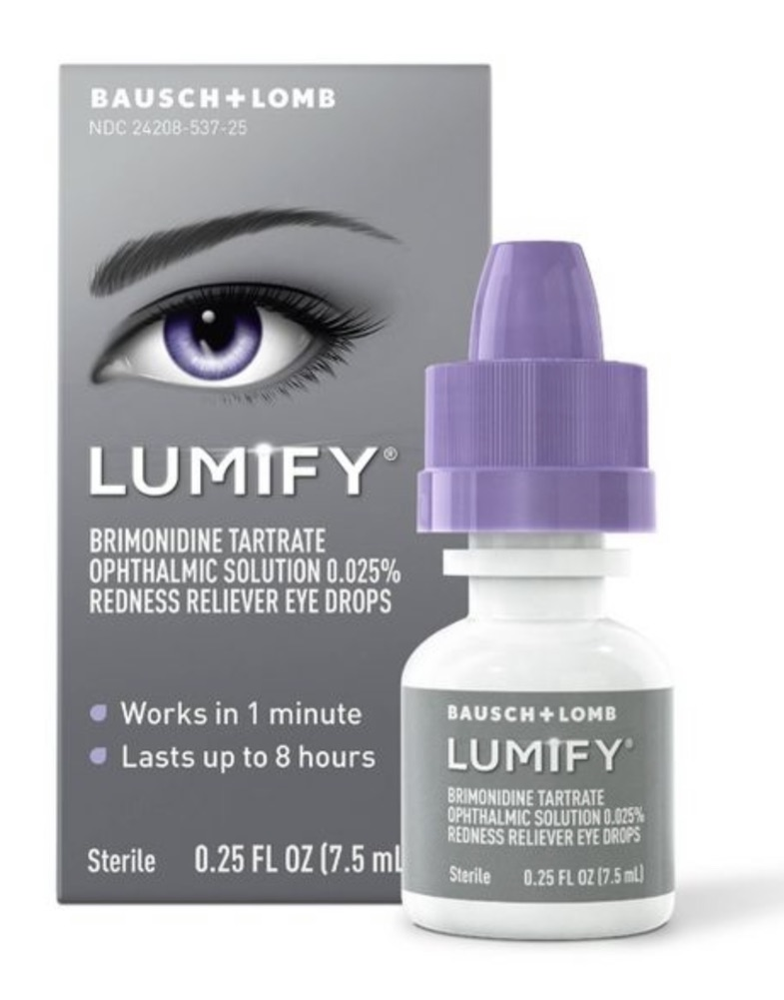 BAUSCH+LOMB
NDC 24208-537-25
LUMIFY®
BRIMONIDINE TARTRATE
OPHTHALMIC SOLUTION 0.025%
REDNESS RELIEVER EYE DROPS
Works in 1 minute
Lasts up to 8 hours
Sterile 0.25 FL OZ (7.5 mL
BAUSCH+LOMB
LUMIFY®
BRIMONIDINE TARTRATE
OPHTHALMIC SOLUTION 0.025%
REDNESS RELIEVER EYE DROPS
Sterile 0.25 FL OZ (7.5 mL)